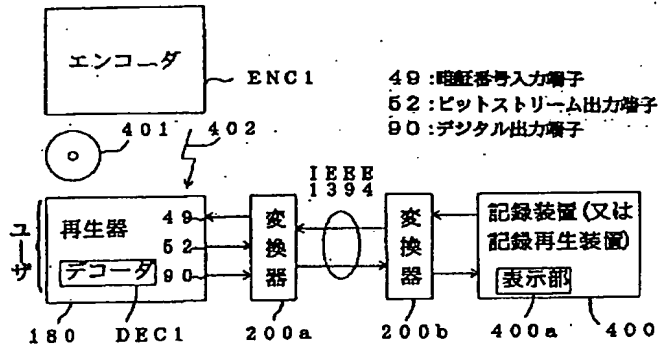 エンコーダ
ENC1
49:暗証番号入力端子
52:ビットストリーム出力端子
90:デジタル出力端子
401
402
IEEE
1394
ユーザ
再生器
49
52
90
デコーダ
変換器
変換器
記録装置(又は
記録再生装置)
表示部
180
DEC1
200a
200b
400a
400